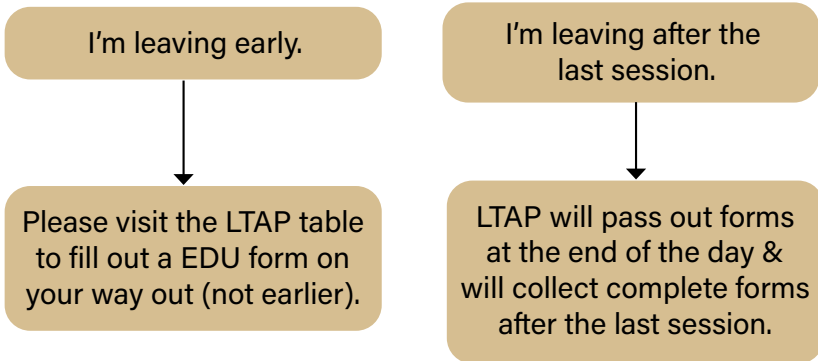 I'm leaving early.
Please visit the LTAP table
to fill out a EDU form on
your way out (not earlier).
I'm leaving after the
last session.
LTAP will pass out forms
at the end of the day &
will collect complete forms
after the last session.